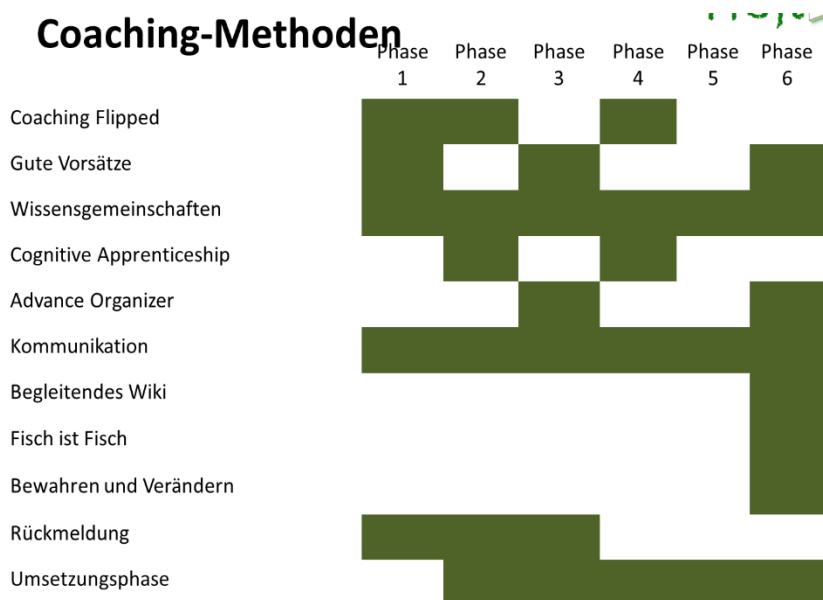 Coaching-Methoden
Phase 1
Phase 2
Phase 3
Phase 4
Phase 5
Phase 6
Coaching Flipped
Gute Vorsätze
Wissensgemeinschaften
Cognitive Apprenticeship
Advance Organizer
Kommunikation
Begleitendes Wiki
Fisch ist Fisch
Bewahren und Verändern
Rückmeldung
Umsetzungsphase